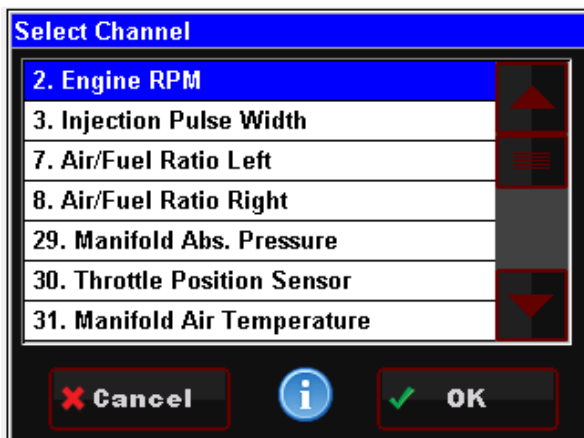 Select Channel
2. Engine RPM
3. Injection Pulse Width
7. Air/Fuel Ratio Left
8. Air/Fuel Ratio Right
29. Manifold Abs. Pressure
30. Throttle Position Sensor
31. Manifold Air Temperature
Cancel i OK